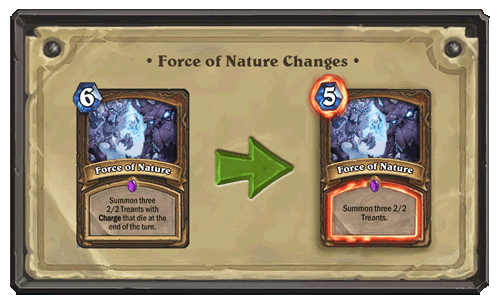 • Force of Nature Changes •
6
Force of Nature
Summon three
2/2 Treants with
Charge that die at the
end of the turn.
5
Force of Nature
Summon three 2/2
Treants.